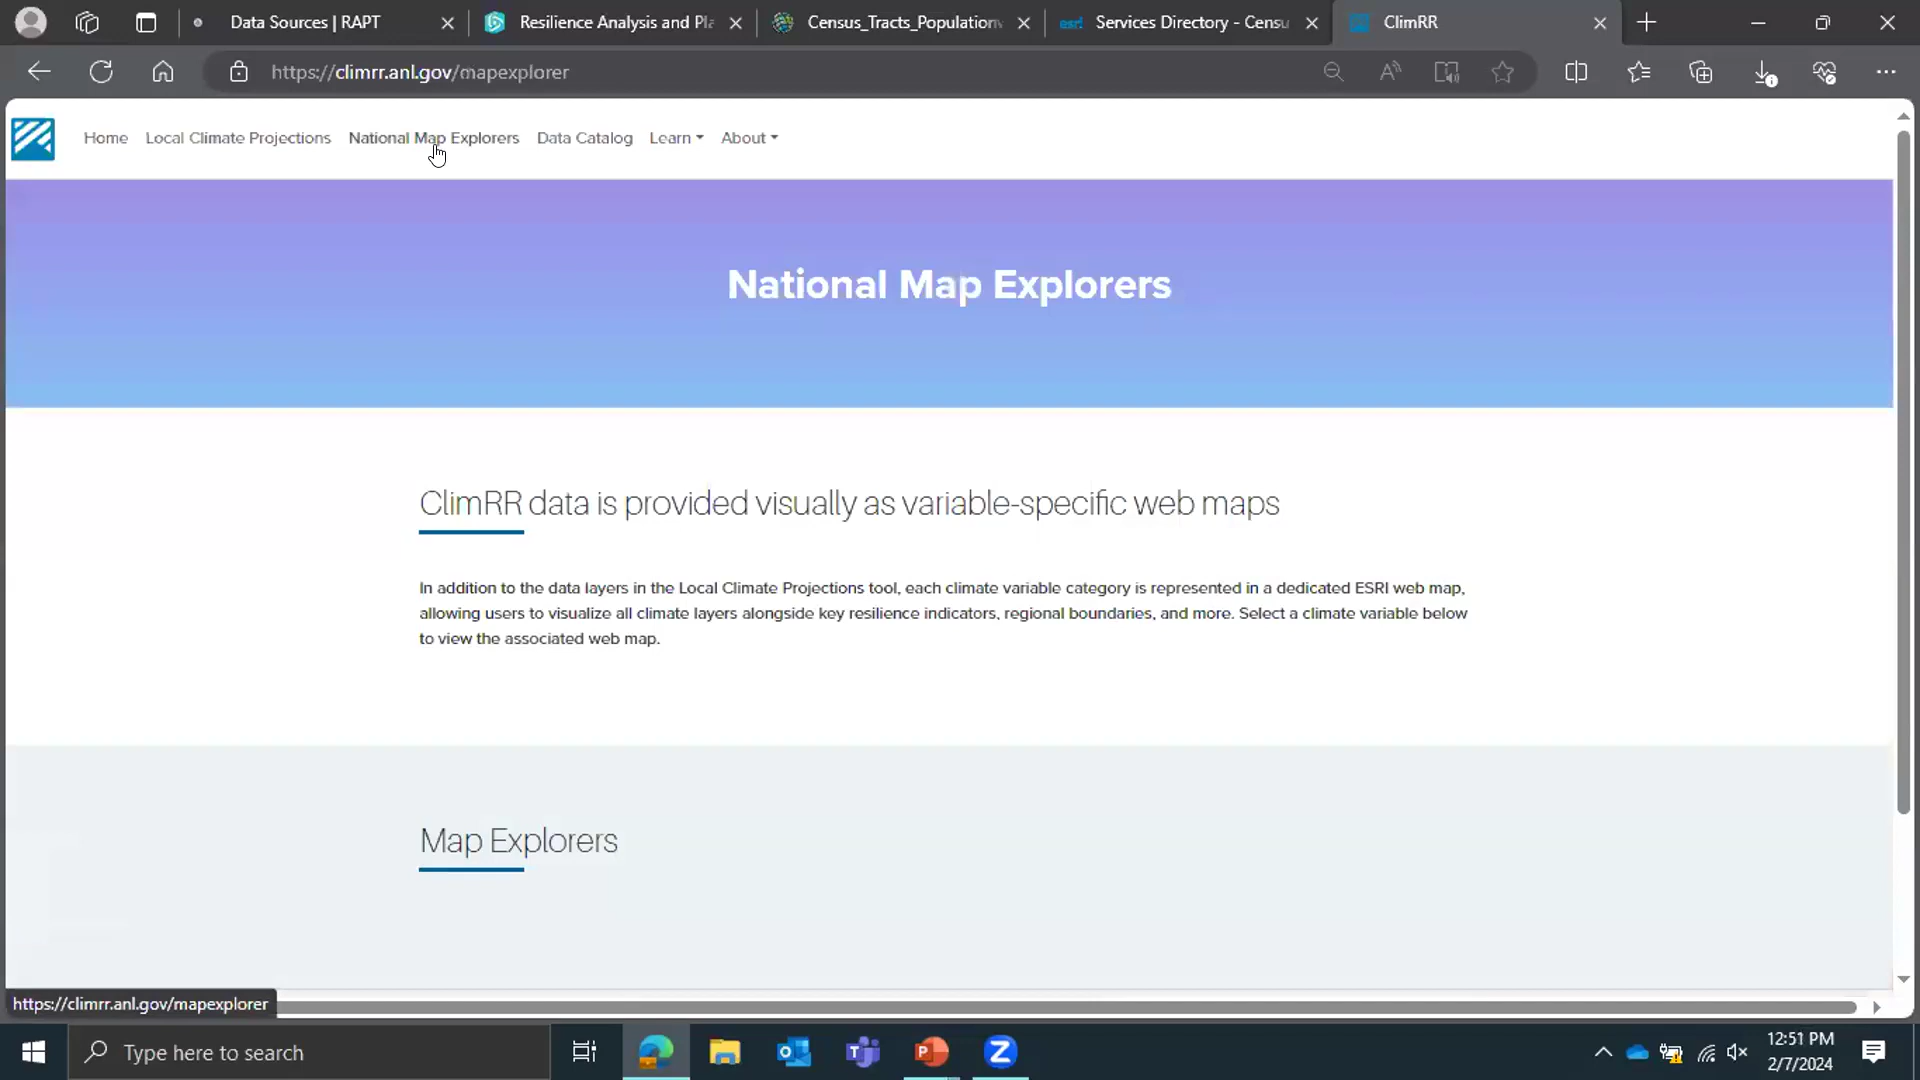 Data Sources | RAPT
Resilience Analysis and Pla
Census_Tracts_Population
Services Directory - Censu
ClimRR
https://climrr.anl.gov/mapexplorer
Home
Local Climate Projections
National Map Explorers
Data Catalog
Learn
About
National Map Explorers
ClimRR data is provided visually as variable-specific web maps
In addition to the data layers in the Local Climate Projections tool, each climate variable category is represented in a dedicated ESRI web map,
allowing users to visualize all climate layers alongside key resilience indicators, regional boundaries, and more. Select a climate variable below
to view the associated web map.
Map Explorers
https://climrr.anl.gov/mapexplorer
Type here to search
12:51 PM
2/7/2024